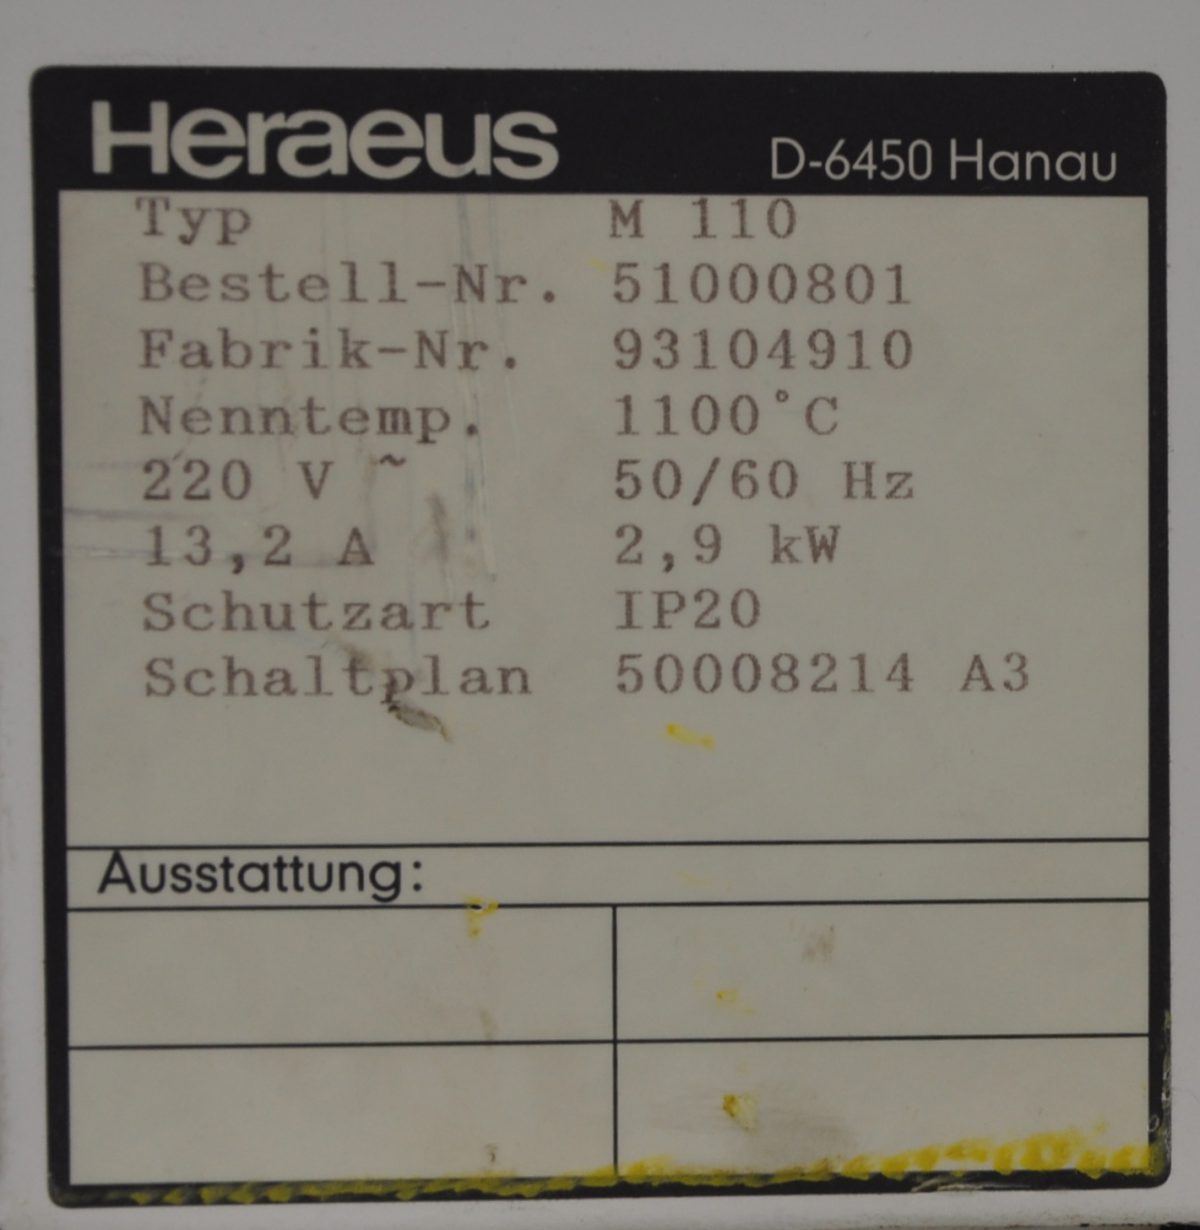 Heraeus D-6450 Hanau
Typ M 110
Bestell-Nr. 51000801
Fabrik-Nr. 93104910
Nenntemp. 1100°C
220 V ~ 50/60 Hz
13,2 A 2,9 kW
Schutzart IP20
Schaltplan 50008214 A3
Ausstattung: